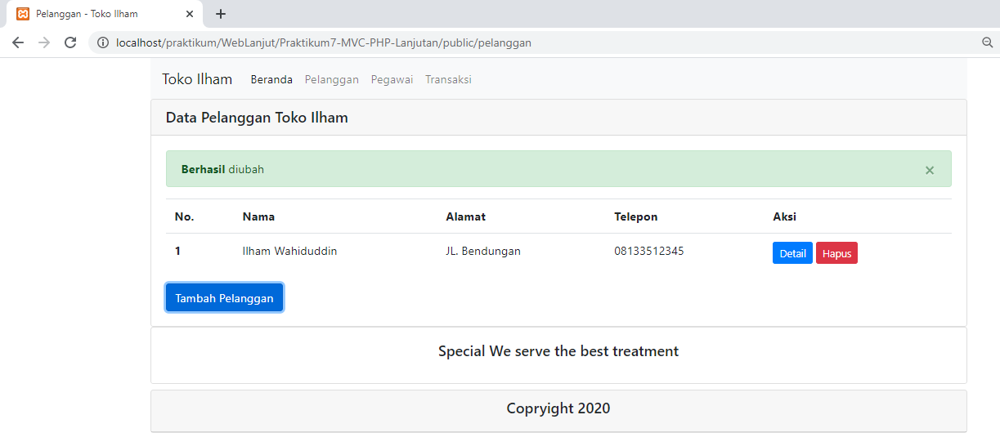 Pelanggan - Toko Ilham
localhost/praktikum/WebLanjut/Praktikum7-MVC-PHP-Lanjutan/public/pelanggan
Toko Ilham Beranda Pelanggan Pegawai Transaksi
Data Pelanggan Toko Ilham
Berhasil diubah ×
No. Nama Alamat Telepon Aksi
1 Ilham Wahiduddin JL. Bendungan 08133512345 Detail Hapus
Tambah Pelanggan
Special We serve the best treatment
Copryight 2020